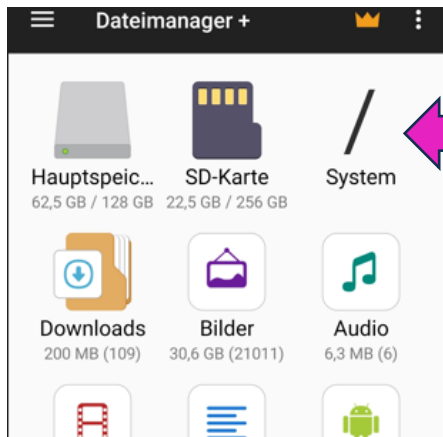 Dateimanager +
Hauptspeic... SD-Karte System
62,5 GB / 128 GB 22,5 GB / 256 GB
Downloads Bilder Audio
200 MB (109) 30,6 GB (21011) 6,3 MB (6)